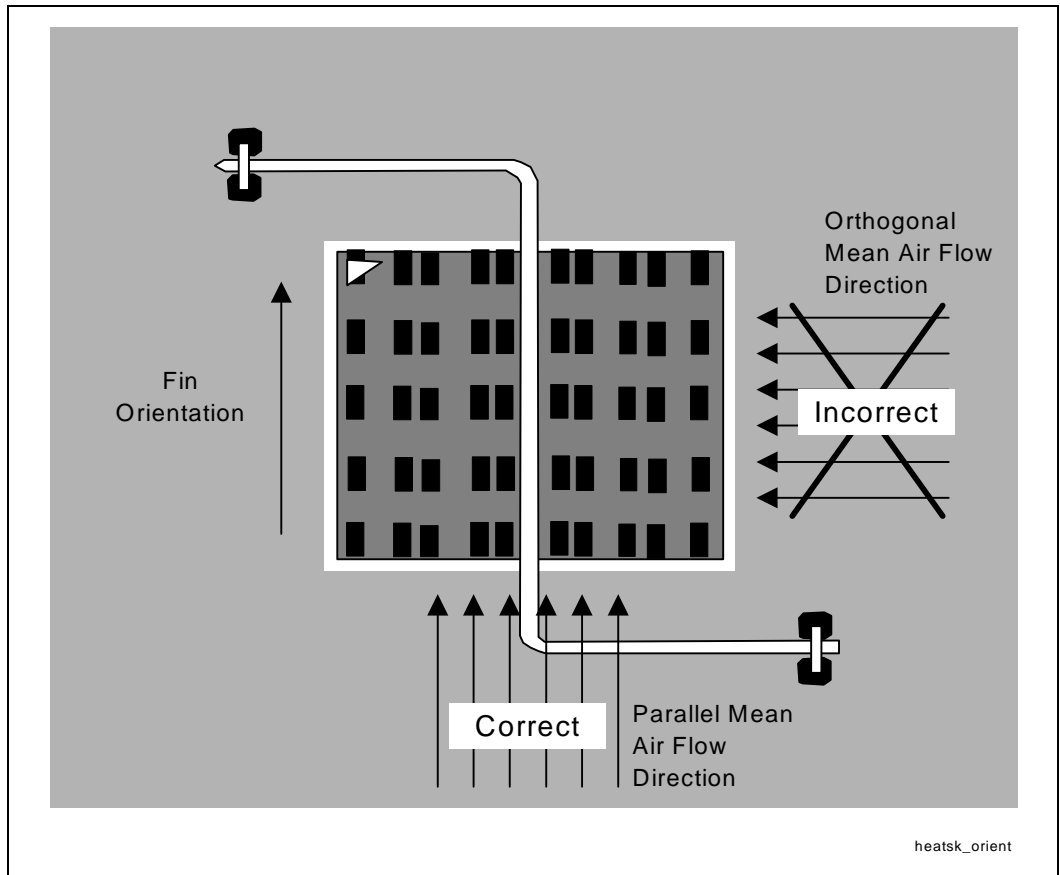 Orthogonal
Mean Air Flow
Direction
Fin
Orientation
Incorrect
Correct
Parallel Mean
Air Flow
Direction
heatsk_orient